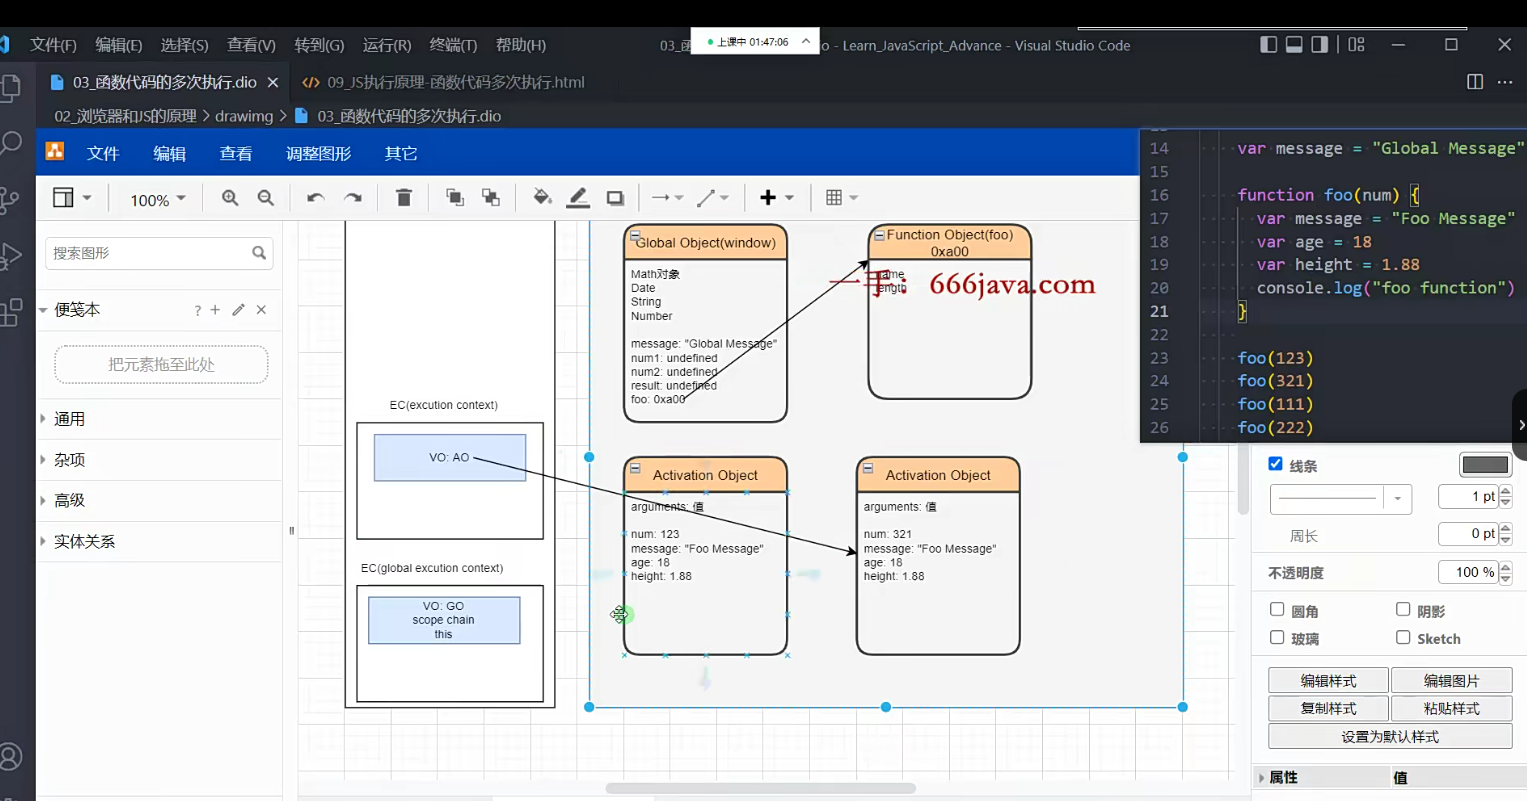 文件(F) 编辑(E) 选择(S) 查看(V) 转到(G) 运行(R) 终端(T) 帮助(H)
上课中 01:47:06
- Learn_JavaScript_Advance - Visual Studio Code
03_函数代码的多次执行.dio
09_JS执行原理-函数代码多次执行.html
02_浏览器和JS的原理 > drawimg > 03_函数代码的多次执行.dio
文件 编辑 查看 调整图形 其它
100%
搜索图形
便笺本
?
把元素拖至此处
通用
杂项
高级
实体关系
EC(excution context)
VO: AO
EC(global excution context)
VO: GO
scope chain
this
Global Object(window)
Math对象
Date
String
Number
message: "Global Message"
num1: undefined
num2: undefined
result: undefined
foo: 0xa00
Function Object(foo)
0xa00
name
length
一手：666java.com
Activation Object
arguments: 值
num: 123
message: "Foo Message"
age: 18
height: 1.88
Activation Object
arguments: 值
num: 321
message: "Foo Message"
age: 18
height: 1.88
14 var message = "Global Message"
15
16 function foo(num) {
17 var message = "Foo Message"
18 var age = 18
19 var height = 1.88
20 console.log("foo function")
21 }
22
23 foo(123)
24 foo(321)
25 foo(111)
26 foo(222)
线条
1 pt
周长
0 pt
不透明度
100 %
圆角 阴影
玻璃 Sketch
编辑样式 编辑图片
复制样式 粘贴样式
设置为默认样式
属性 值